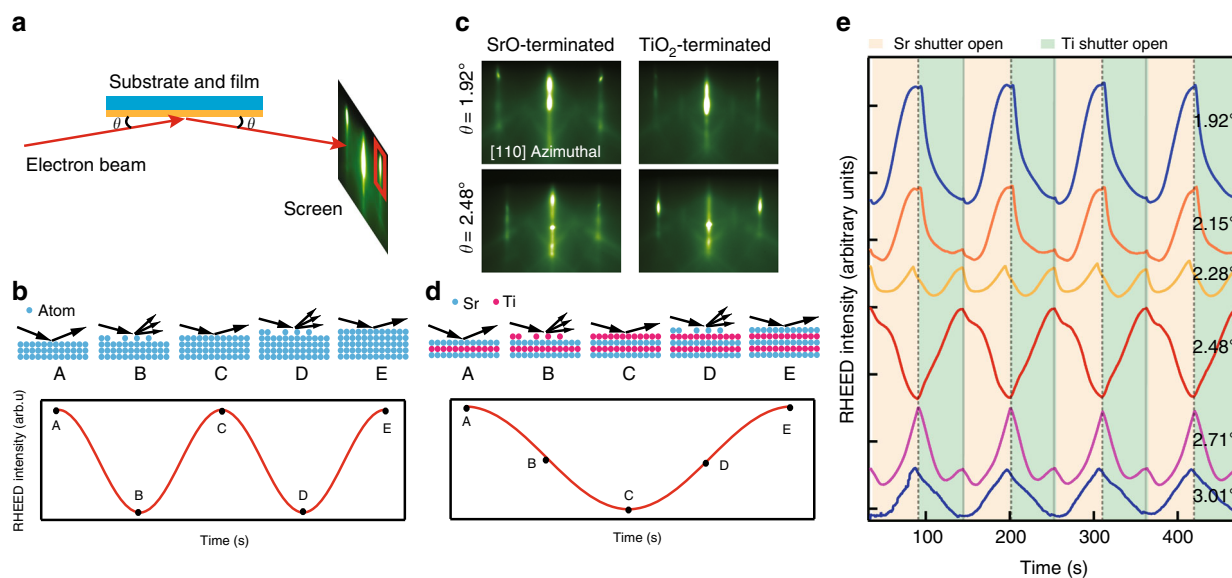 a
Substrate and film
θ
θ
Electron beam
Screen
b
Atom
A
B
C
D
E
RHEED intensity (arb.u)
A
B
C
D
E
Time (s)
c
SrO-terminated
TiO₂-terminated
θ = 1.92°
[110] Azimuthal
θ = 2.48°
d
Sr
Ti
A
B
C
D
E
A
B
C
D
E
Time (s)
e
Sr shutter open
Ti shutter open
RHEED intensity (arbitrary units)
1.92°
2.15°
2.28°
2.48°
2.71°
3.01°
100
200
300
400
Time (s)